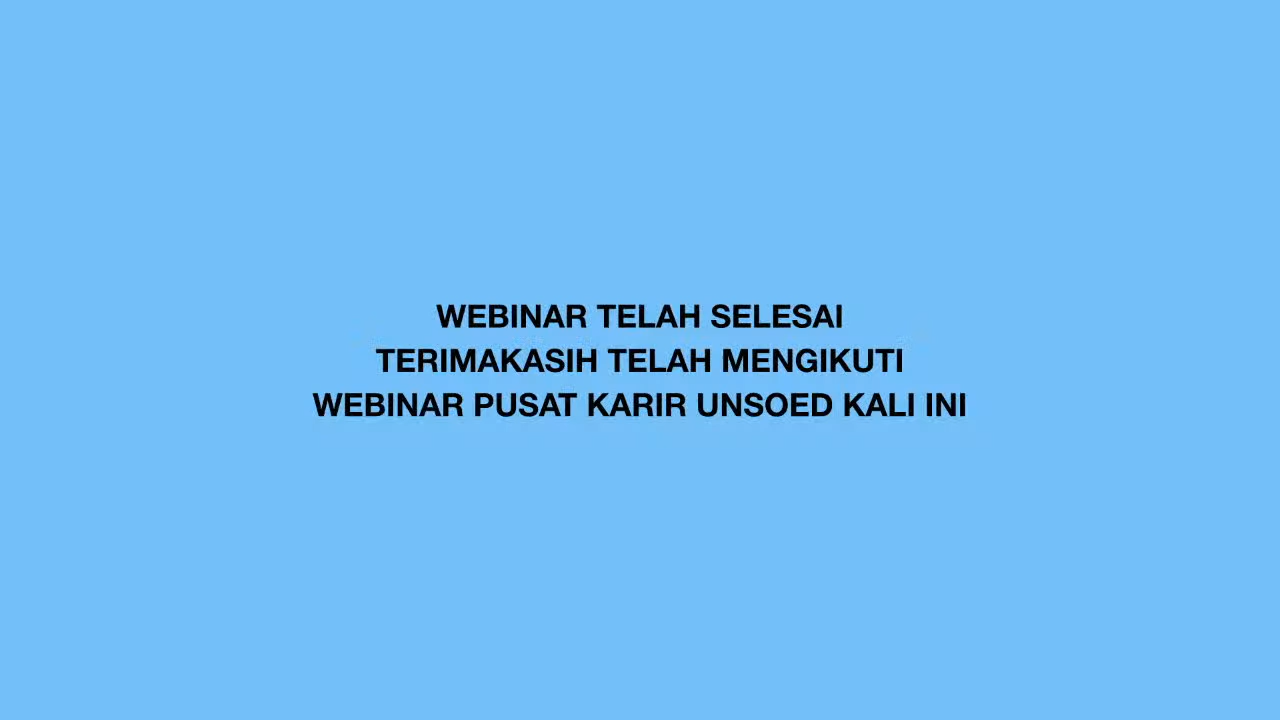 WEBINAR TELAH SELESAI
TERIMAKASIH TELAH MENGIKUTI
WEBINAR PUSAT KARIR UNSOED KALI INI